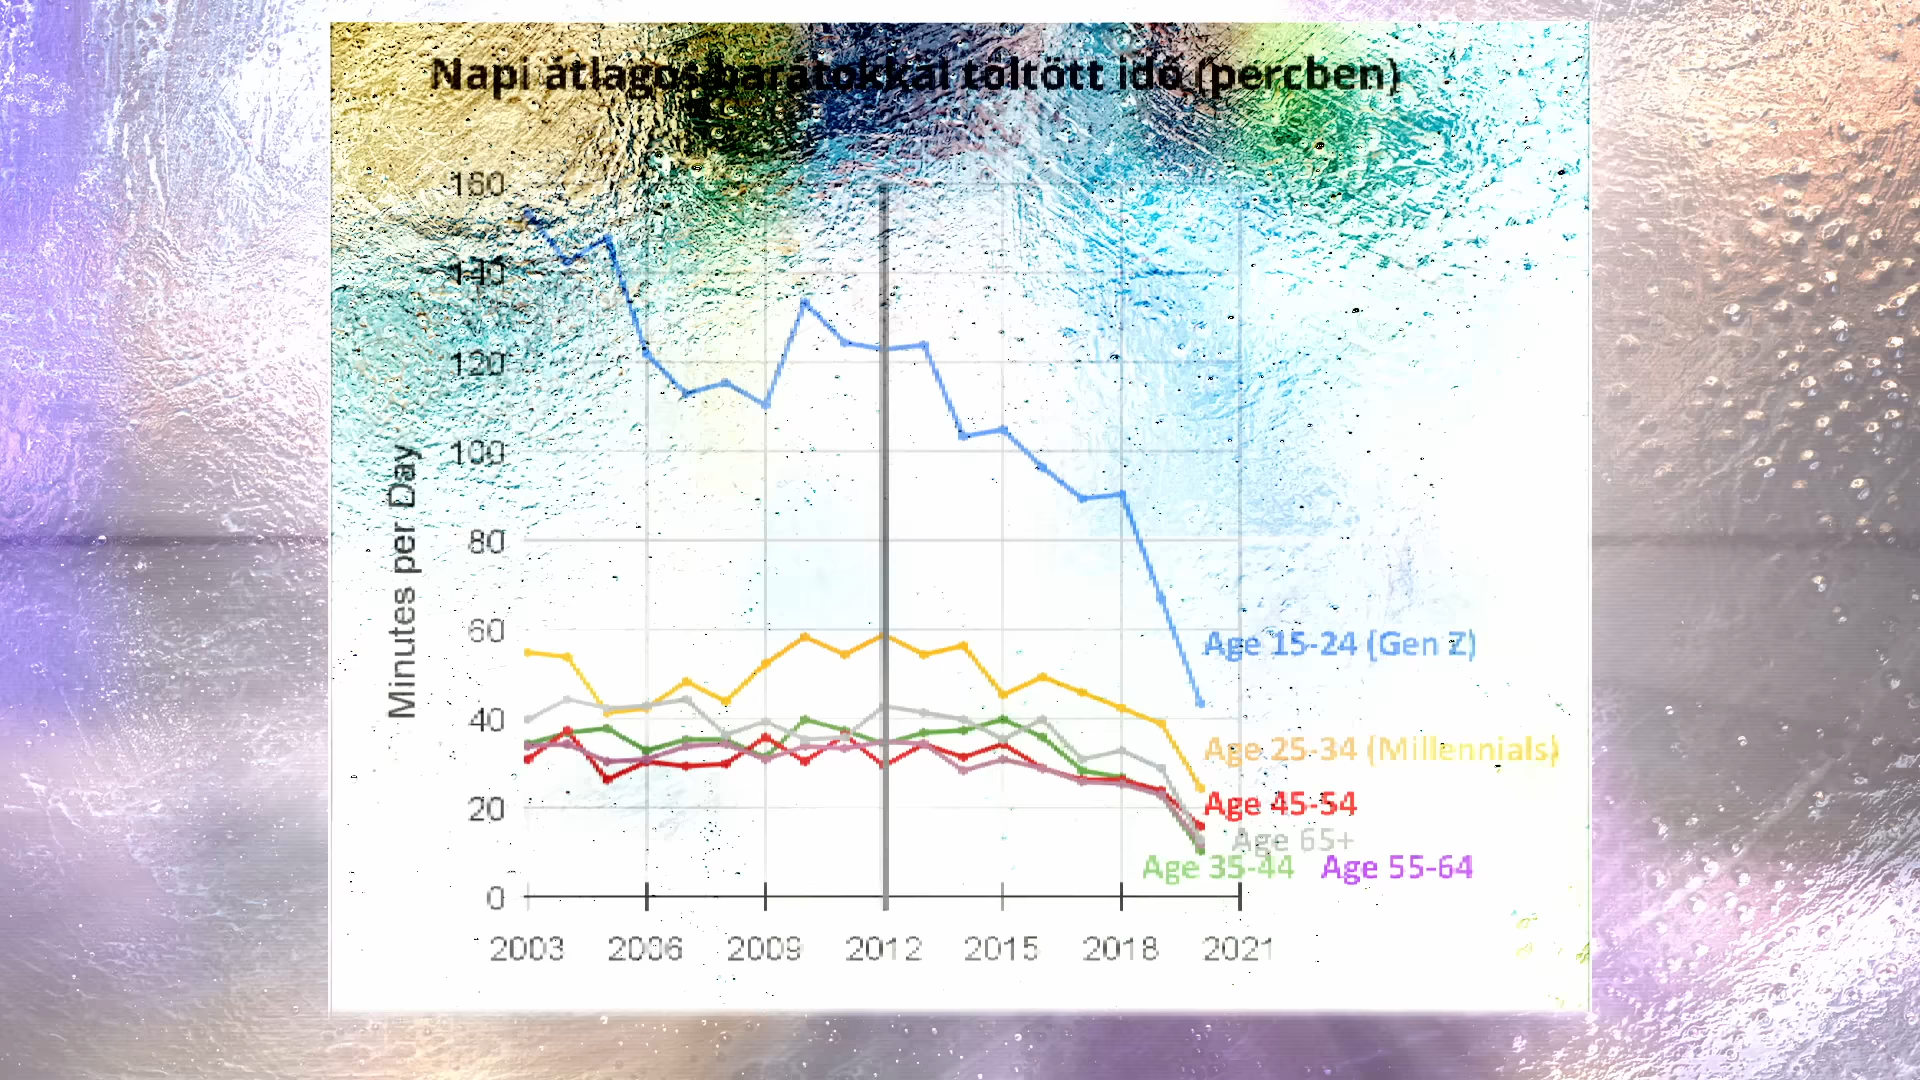 Napi átlagos barátokkal töltött idő (percben)
Minutes per Day
160
140
120
100
80
60
40
20
0
2003 2006 2009 2012 2015 2018 2021
Age 15-24 (Gen Z)
Age 25-34 (Millennials)
Age 45-54
Age 65+
Age 35-44 Age 55-64